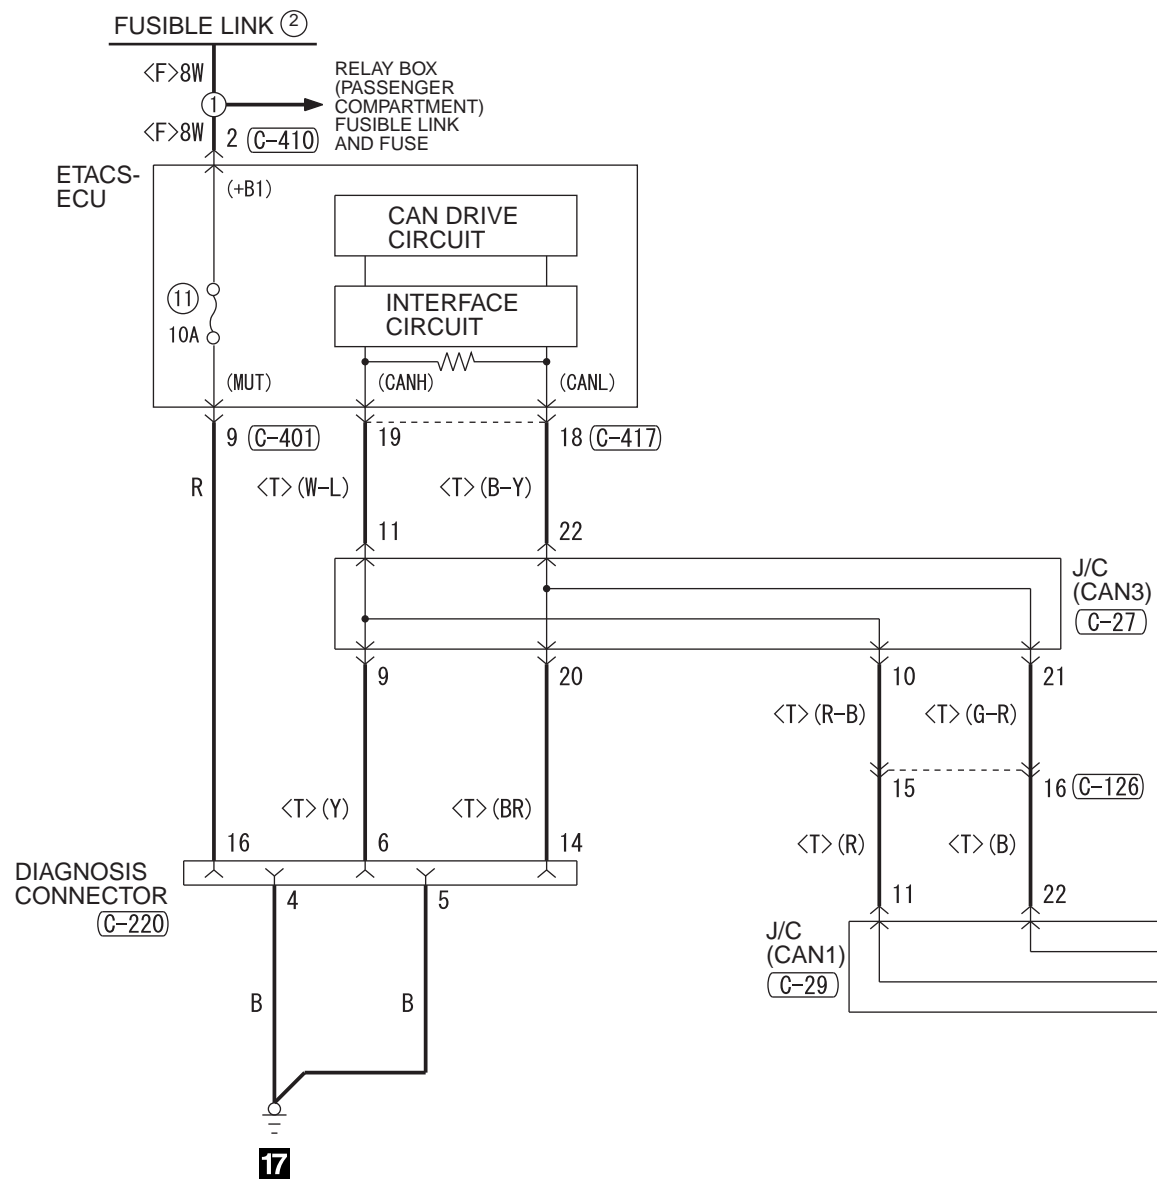 FUSIBLE LINK ②
<F>8W
①
RELAY BOX
(PASSENGER
COMPARTMENT)
FUSIBLE LINK
AND FUSE
<F>8W
2 C-410
ETACS-
ECU
(+B1)
CAN DRIVE
CIRCUIT
INTERFACE
CIRCUIT
⑪
10A
(MUT)
(CANH)
(CANL)
9 C-401
19
18 C-417
R
<T>(W-L)
<T>(B-Y)
11
22
J/C
(CAN3)
C-27
9
20
10
21
<T>(R-B)
<T>(G-R)
15
16 C-126
<T>(Y)
<T>(BR)
<T>(R)
<T>(B)
16
6
14
DIAGNOSIS
CONNECTOR
C-220
4
5
11
22
J/C
(CAN1)
C-29
B
B
17